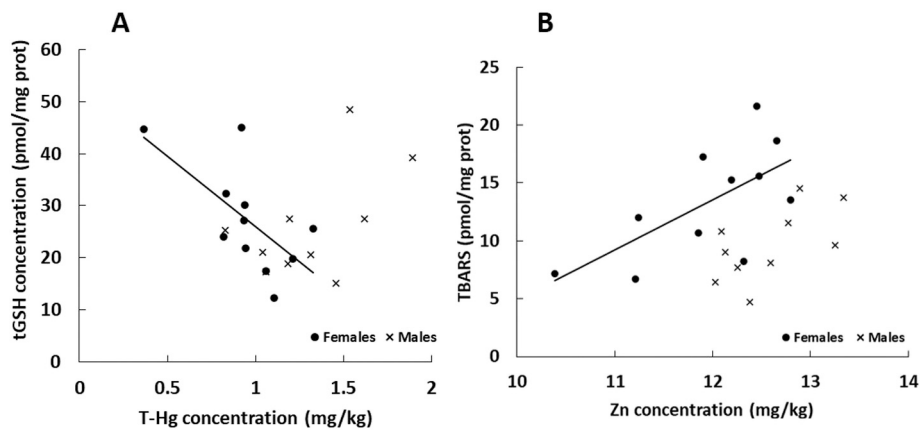 A
tGSH concentration (pmol/mg prot)
60
50
40
30
20
10
0
0 0.5 1 1.5 2
T-Hg concentration (mg/kg)
Females Males
B
TBARS (pmol/mg prot)
25
20
15
10
5
0
10 11 12 13 14
Zn concentration (mg/kg)
Females Males